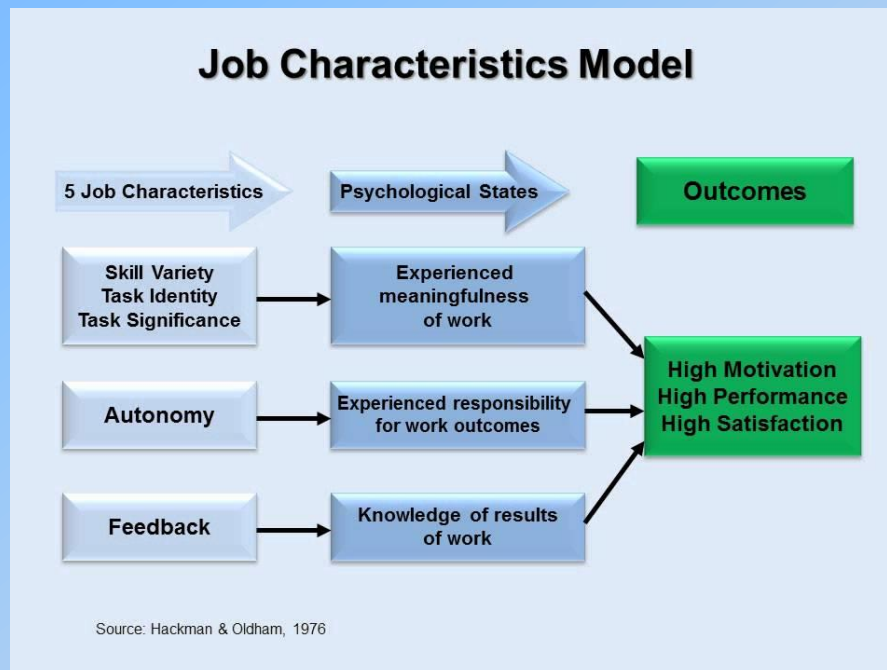 Job Characteristics Model
5 Job Characteristics
Psychological States
Outcomes
Skill Variety
Task Identity
Task Significance
Experienced
meaningfulness
of work
Autonomy
Experienced responsibility
for work outcomes
Feedback
Knowledge of results
of work
High Motivation
High Performance
High Satisfaction
Source: Hackman & Oldham, 1976